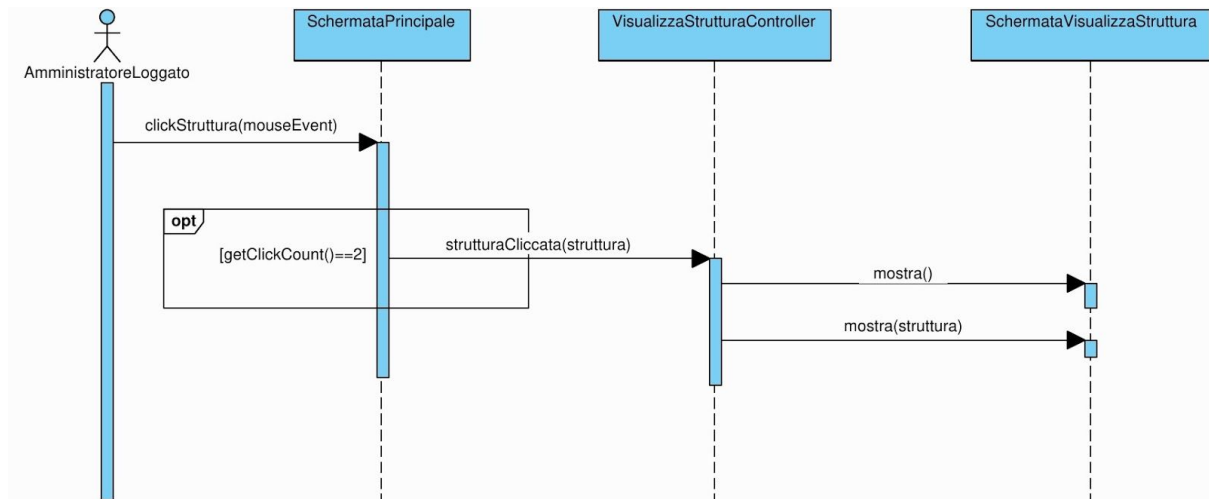 SchermataPrincipale
VisualizzaStrutturaController
SchermataVisualizzaStruttura
AmministratoreLoggato
clickStruttura(mouseEvent)
opt
[getClickCount()==2]
strutturaCliccata(struttura)
mostra()
mostra(struttura)